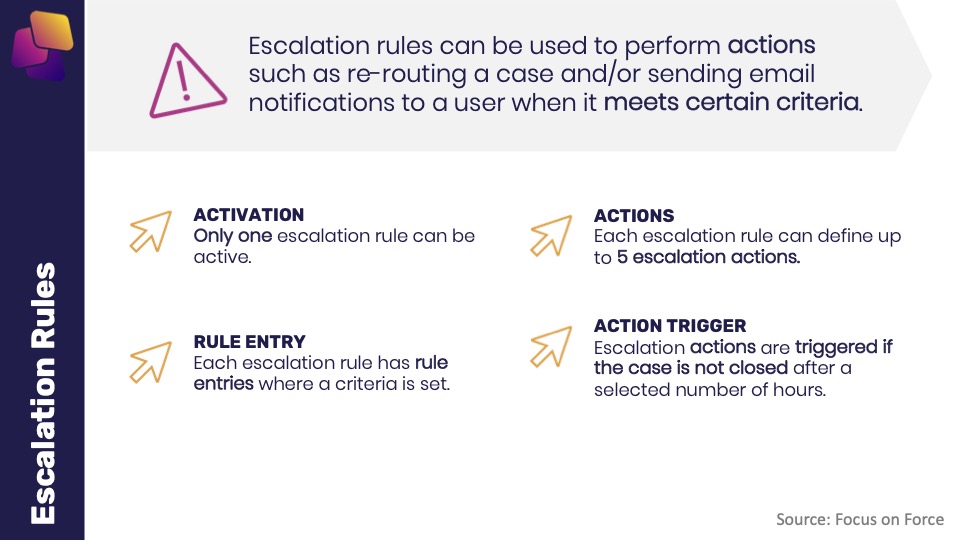 Escalation Rules
Escalation rules can be used to perform actions
such as re-routing a case and/or sending email
notifications to a user when it meets certain criteria.
ACTIVATION
Only one escalation rule can be
active.
RULE ENTRY
Each escalation rule has rule
entries where a criteria is set.
ACTIONS
Each escalation rule can define up
to 5 escalation actions.
ACTION TRIGGER
Escalation actions are triggered if
the case is not closed after a
selected number of hours.
Source: Focus on Force